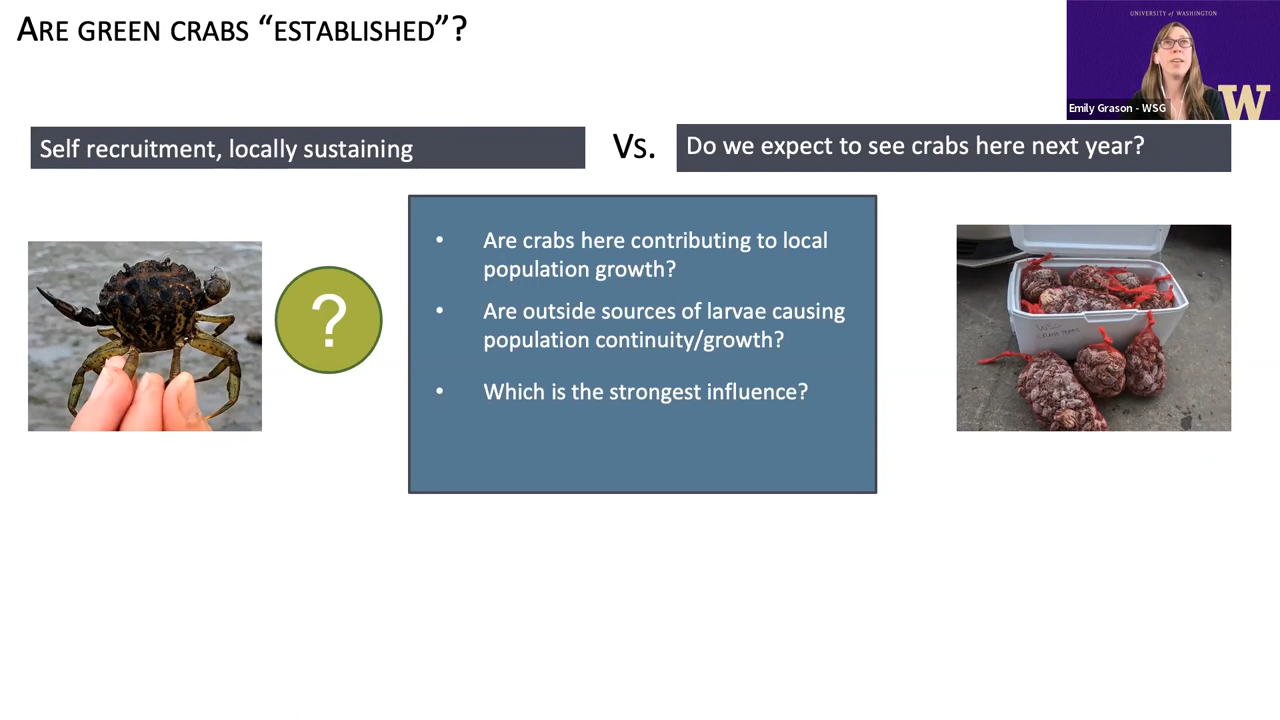 ARE GREEN CRABS “ESTABLISHED”?
UNIVERSITY of WASHINGTON
W
Emily Grason - WSG
Self recruitment, locally sustaining
Vs.
Do we expect to see crabs here next year?
• Are crabs here contributing to local
population growth?
• Are outside sources of larvae causing
population continuity/growth?
• Which is the strongest influence?
?
WSG